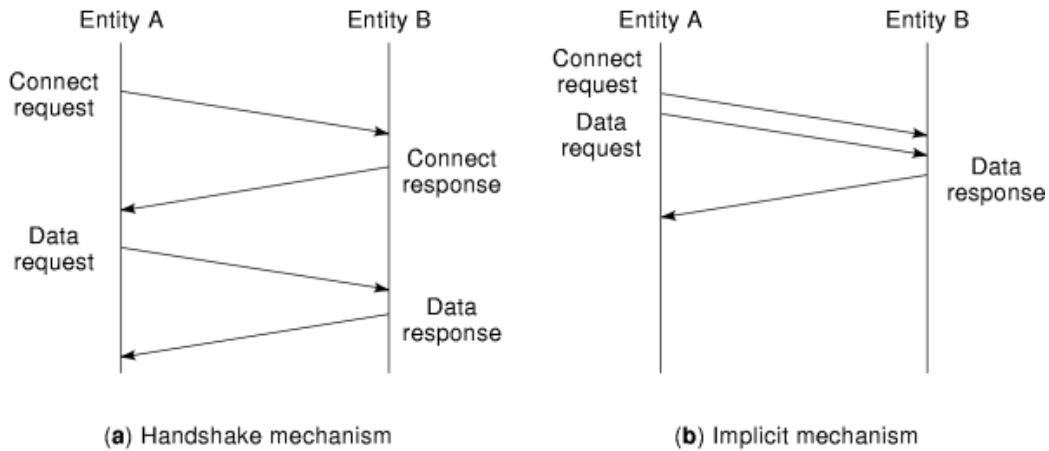 Entity A
Entity B
Connect
request
Connect
response
Data
request
Data
response
(a) Handshake mechanism
Entity A
Entity B
Connect
request
Data
request
Data
response
(b) Implicit mechanism